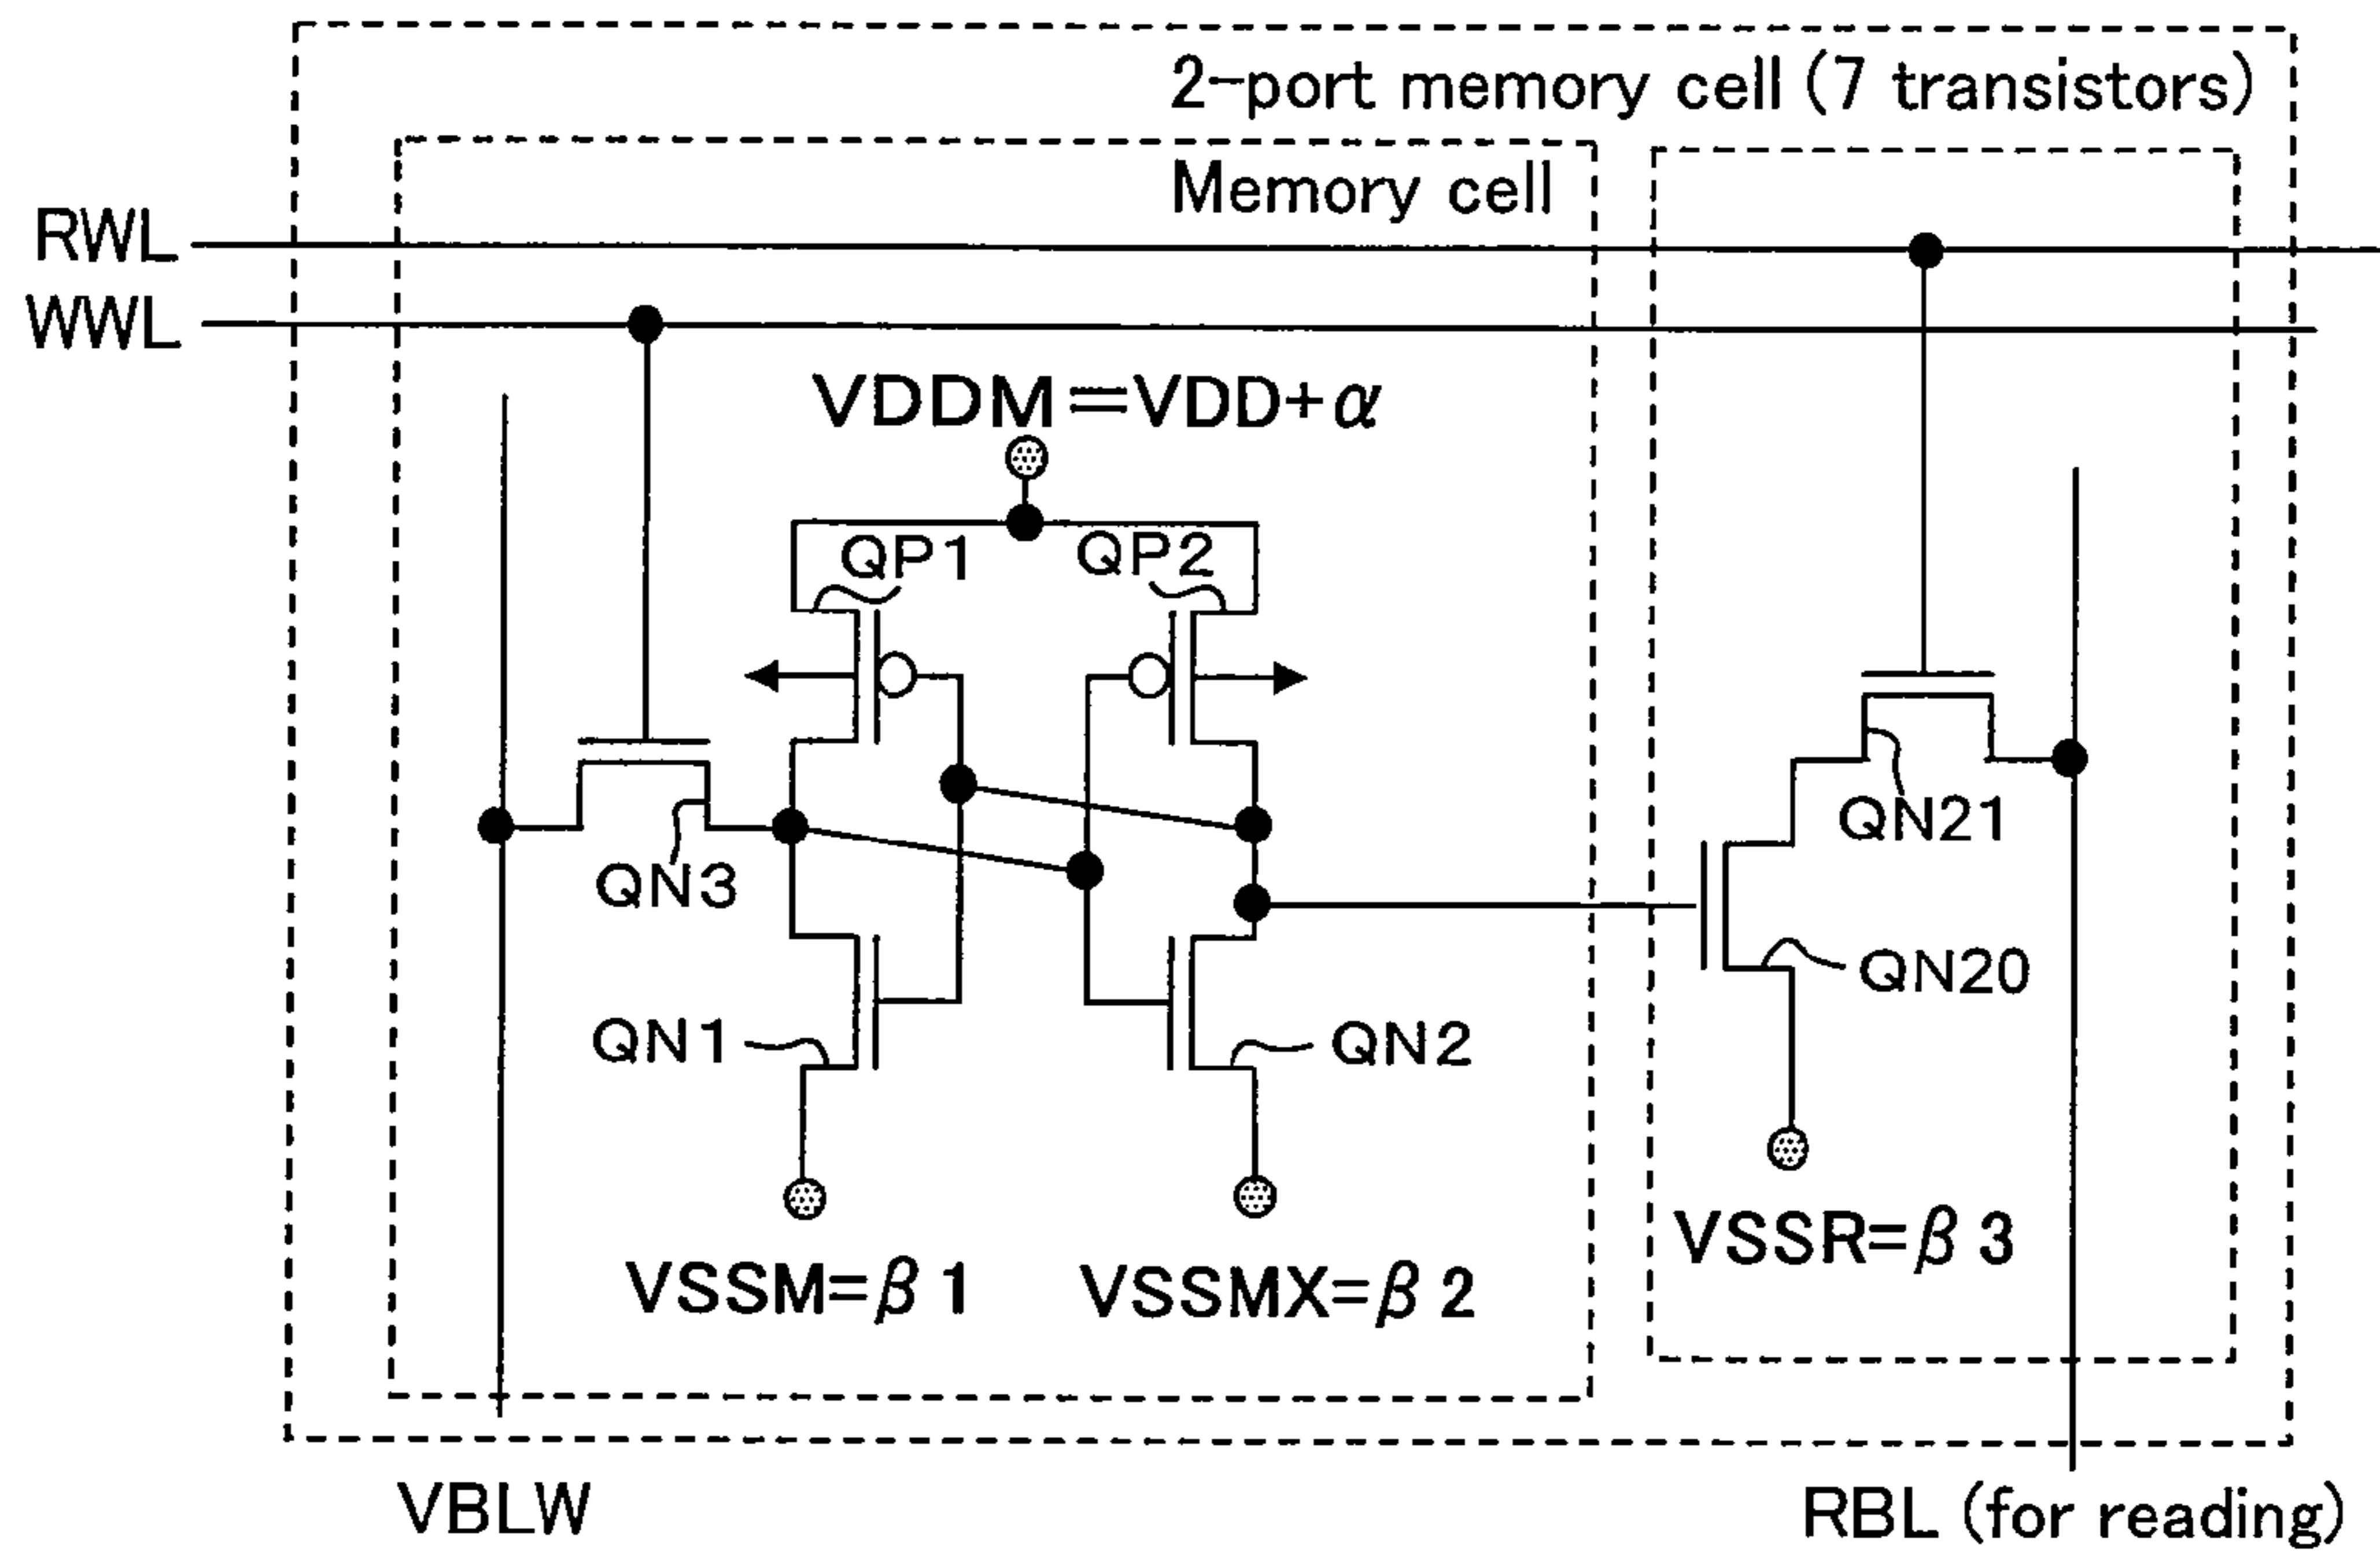 2-port memory cell (7 transistors)
Memory cell
RWL
WWL
VDDM=VDD+α
QP1
QP2
QN3
QN21
QN20
QN1
QN2
VSSR=β3
VSSM=β1
VSSMX=β2
VBLW
RBL (for reading)